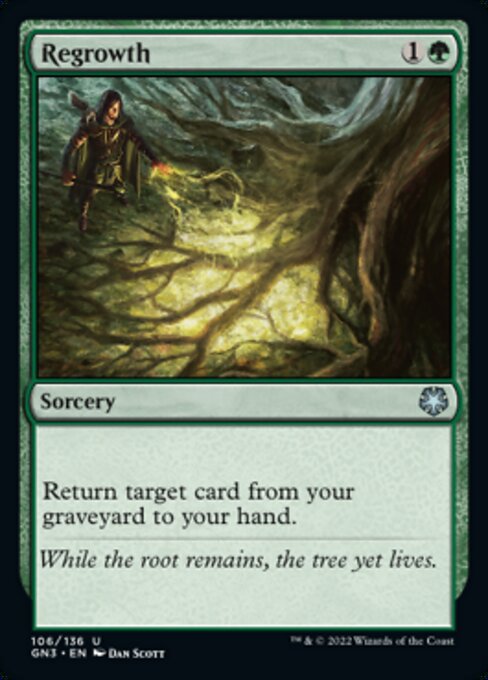 Regrowth 1
Sorcery
Return target card from your
graveyard to your hand.
While the root remains, the tree yet lives.
106/136 U
GN3 • EN Dan Scott
™ & © 2022 Wizards of the Coast